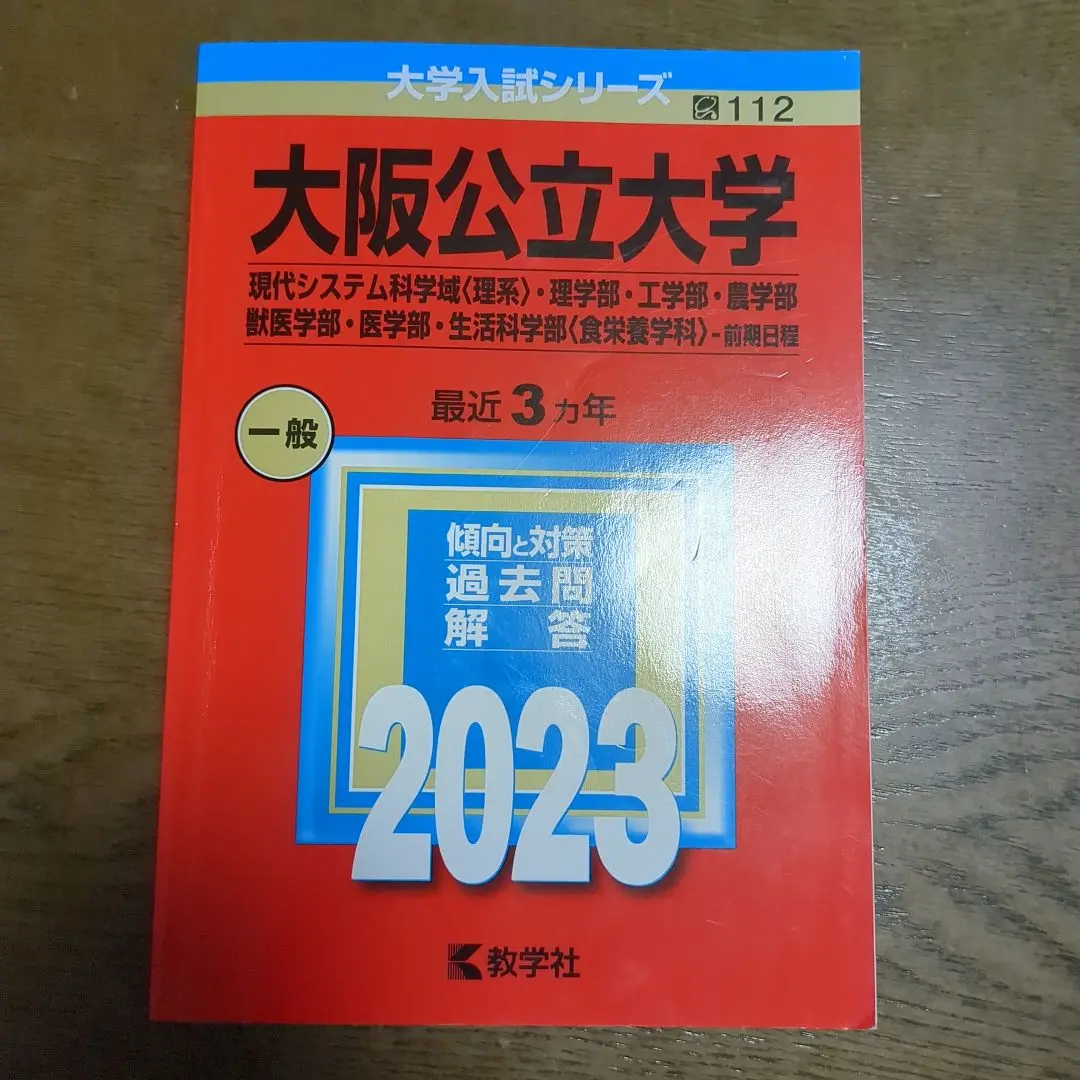 大学入試シリーズ
112
大阪公立大学
現代システム科学域〈理系〉・理学部・工学部・農学部
獣医学部・医学部・生活科学部〈食栄養学科〉-前期日程
最近3カ年
一般
傾向と対策
過去問
解答
2023
教学社